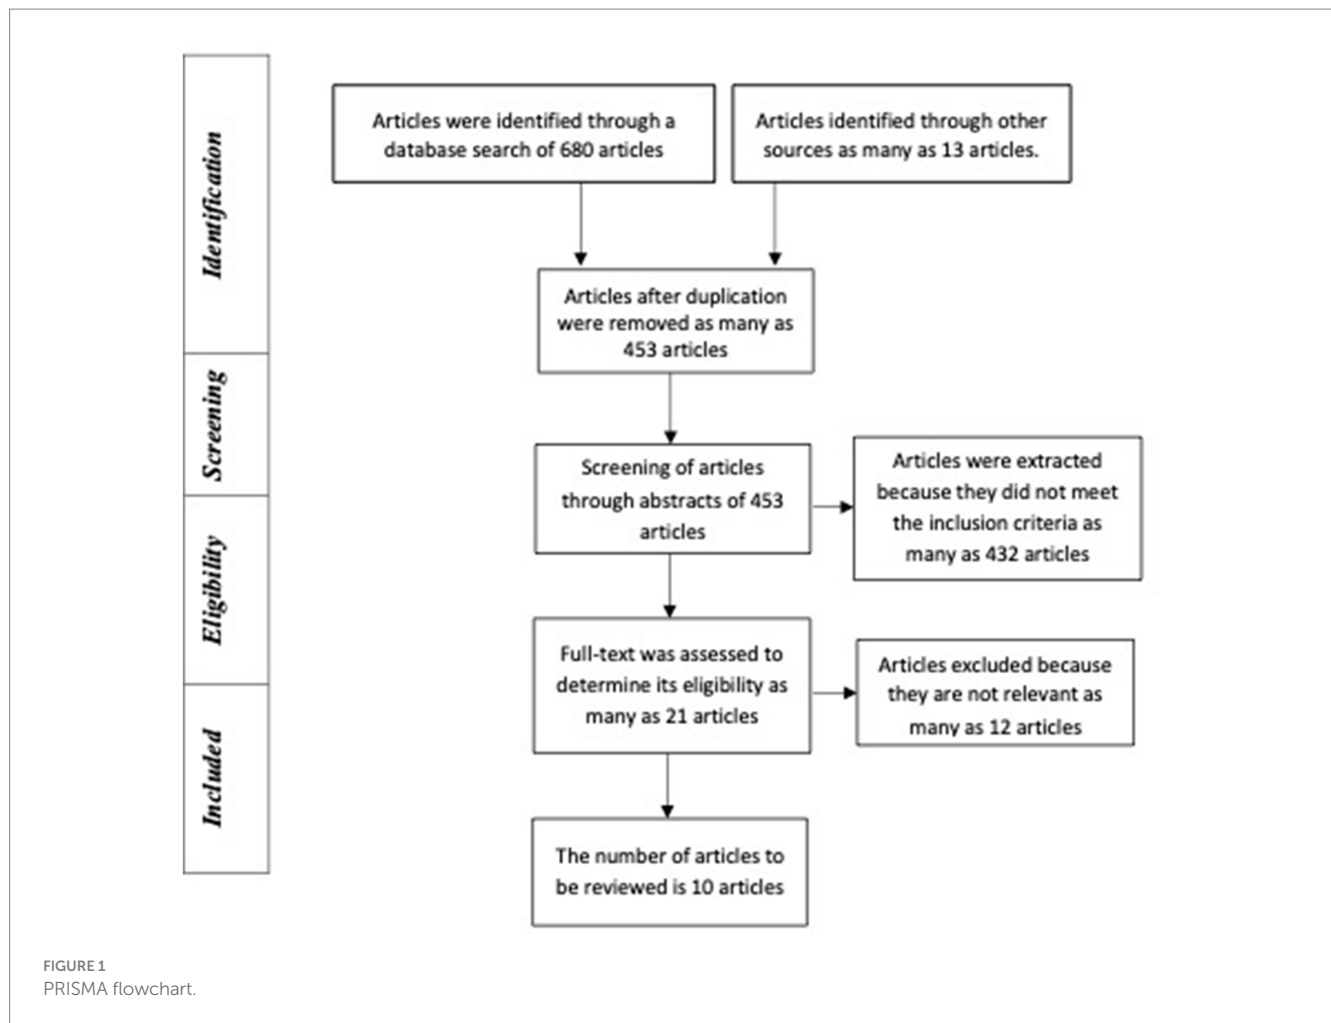 Identification
Articles were identified through a
database search of 680 articles
Articles identified through other
sources as many as 13 articles.
Articles after duplication
were removed as many as
453 articles
Screening
Screening of articles
through abstracts of 453
articles
Articles were extracted
because they did not meet
the inclusion criteria as
many as 432 articles
Eligibility
Full-text was assessed to
determine its eligibility as
many as 21 articles
Articles excluded because
they are not relevant as
many as 12 articles
Included
The number of articles to
be reviewed is 10 articles
FIGURE 1
PRISMA flowchart.